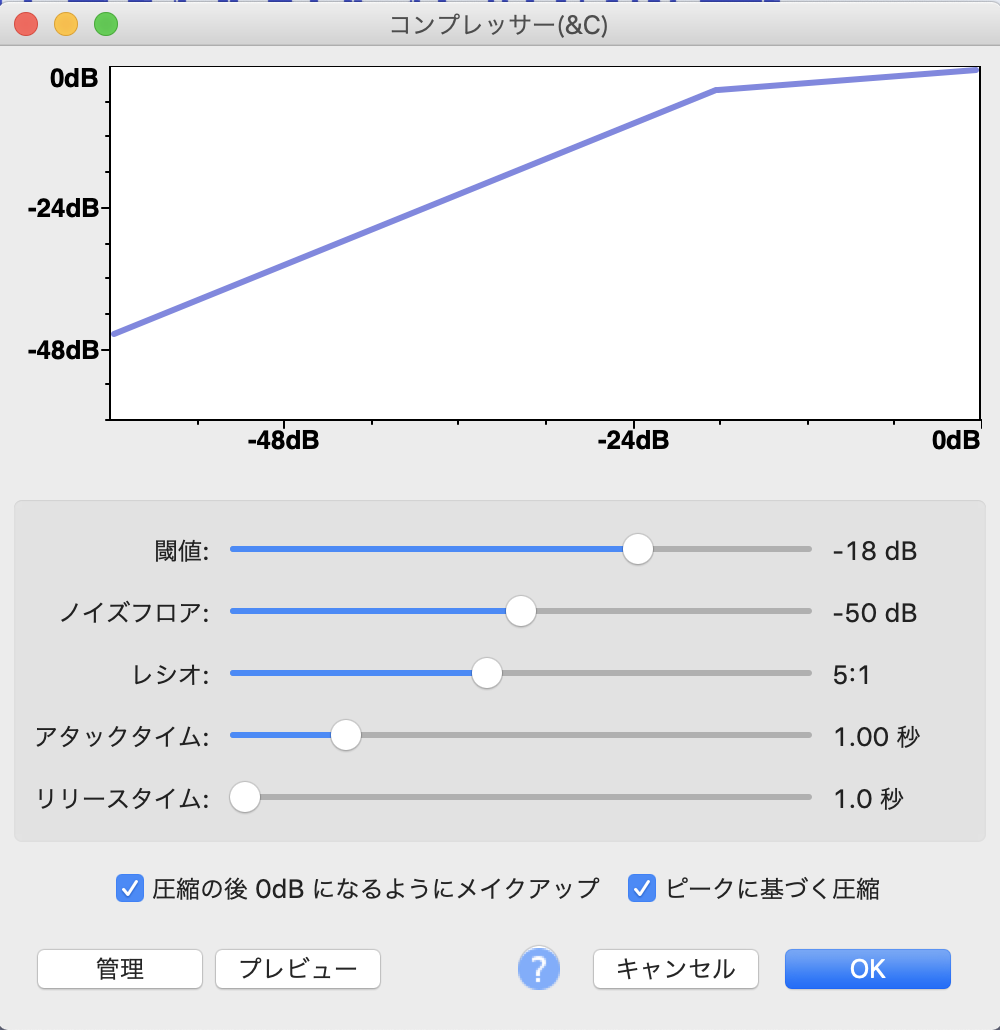 コンプレッサー(&C)
0dB
-24dB
-48dB
-48dB -24dB 0dB
閾値: -18 dB
ノイズフロア: -50 dB
レシオ: 5:1
アタックタイム: 1.00 秒
リリースタイム: 1.0 秒
圧縮の後 0dB になるようにメイクアップ ピークに基づく圧縮
管理 プレビュー ? キャンセル OK